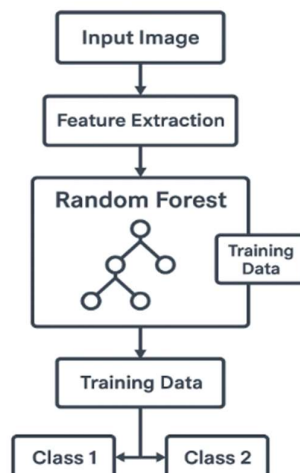 Input Image
Feature Extraction
Random Forest
Training
Data
Training Data
Class 1
Class 2